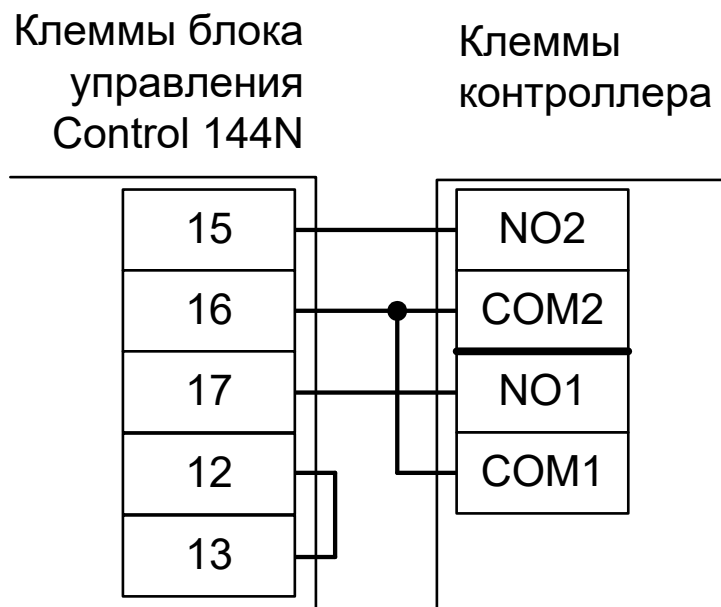 Клеммы блока
управления
Control 144N
Клеммы
контроллера
15
16
17
12
13
NO2
COM2
NO1
COM1